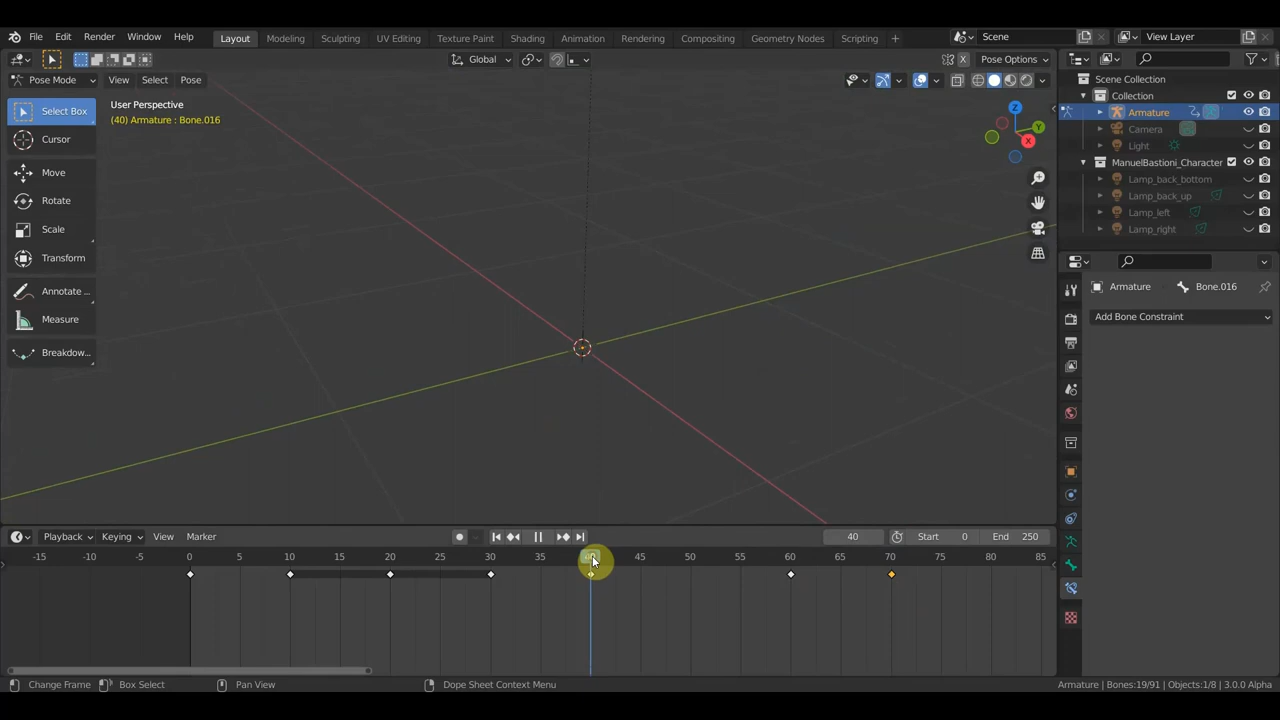 File Edit Render Window Help Layout Modeling Sculpting UV Editing Texture Paint Shading Animation Rendering Compositing Geometry Nodes Scripting + Scene View Layer
Global X Pose Options
Pose Mode View Select Pose
Scene Collection
Collection
Armature
Camera
Light
ManuelBastioni_Character
Lamp_back_bottom
Lamp_back_up
Lamp_left
Lamp_right
User Perspective
(40) Armature : Bone.016
Select Box
Cursor
Move
Rotate
Scale
Transform
Annotate ...
Measure
Breakdow...
Z
Y
X
Armature Bone.016
Add Bone Constraint
Playback Keying View Marker 40 Start 0 End 250
-15 -10 -5 0 5 10 15 20 25 30 35 45 50 55 60 65 70 75 80 85
Change Frame Box Select Pan View Dope Sheet Context Menu Armature | Bones:19/91 | Objects:1/8 | 3.0.0 Alpha